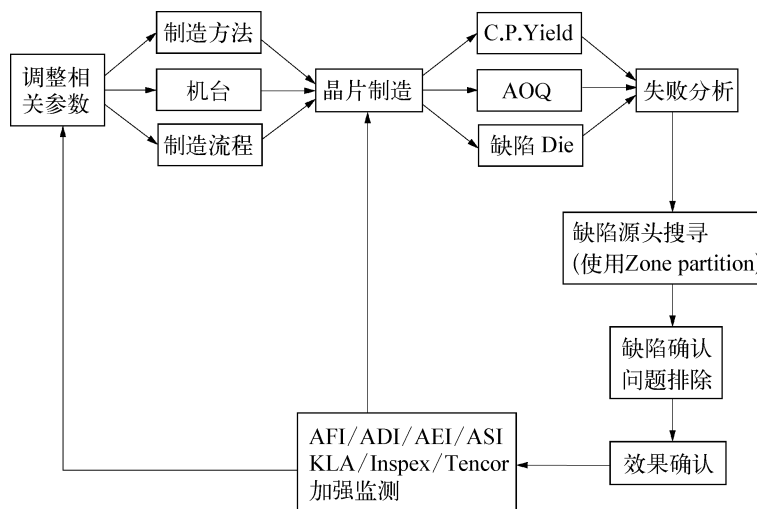 调整相
关参数
制造方法
机台
制造流程
晶片制造
C.P.Yield
AOQ
缺陷 Die
失败分析
缺陷源头搜寻
(使用Zone partition)
缺陷确认
问题排除
效果确认
AFI/ADI/AEI/ASI
KLA/Inspex/Tencor
加强监测